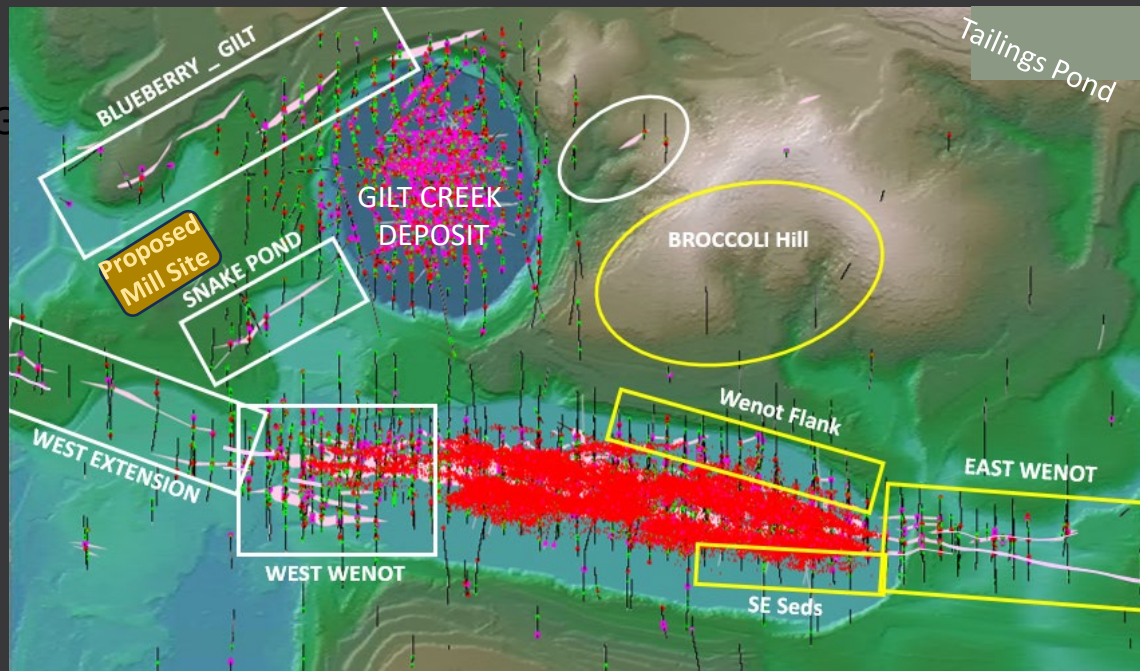 BLUEBERRY _ GILT
Tailings Pond
GILT CREEK
DEPOSIT
Proposed
Mill Site
SNAKE POND
BROCCOLI Hill
WEST EXTENSION
Wenot Flank
EAST WENOT
WEST WENOT
SE Seds